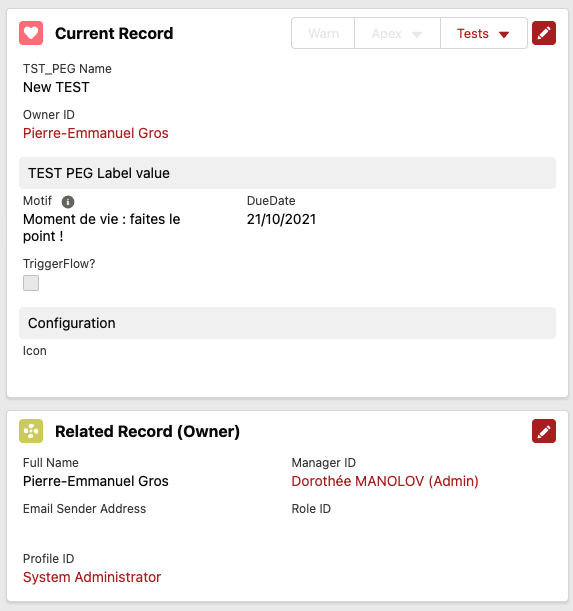 Current Record
Warn
Apex
Tests
TST_PEG Name
New TEST
Owner ID
Pierre-Emmanuel Gros
TEST PEG Label value
Motif
DueDate
Moment de vie : faites le
point !
21/10/2021
TriggerFlow?
Configuration
Icon
Related Record (Owner)
Full Name
Manager ID
Pierre-Emmanuel Gros
Dorothée MANOLOV (Admin)
Email Sender Address
Role ID
Profile ID
System Administrator